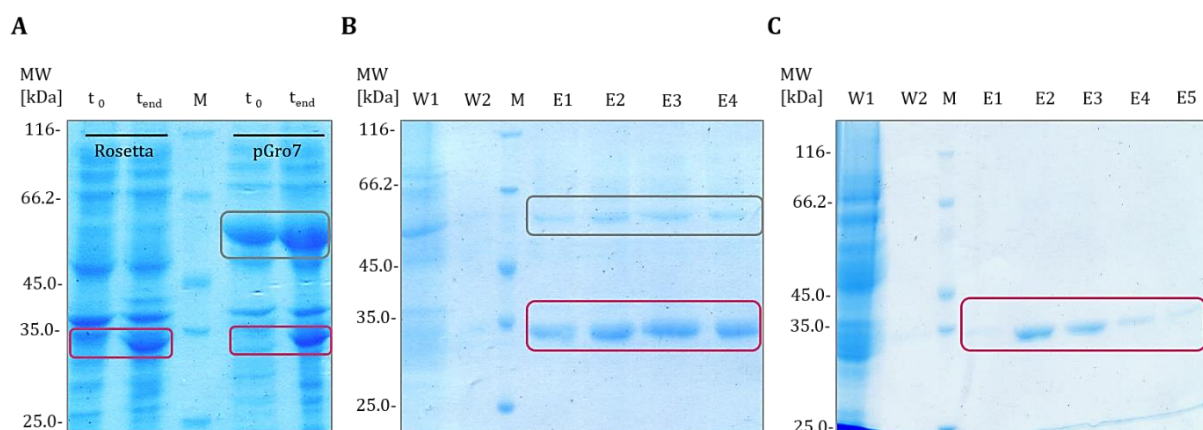 A
MW
[kDa]
t0 tend M t0 tend
116-
Rosetta pGro7
66.2-
45.0-
35.0-
25.0-
B
MW
[kDa] W1 W2 M E1 E2 E3 E4
116-
66.2-
45.0-
35.0-
25.0-
C
MW
[kDa] W1 W2 M E1 E2 E3 E4 E5
116-
66.2-
45.0-
35.0-
25.0-